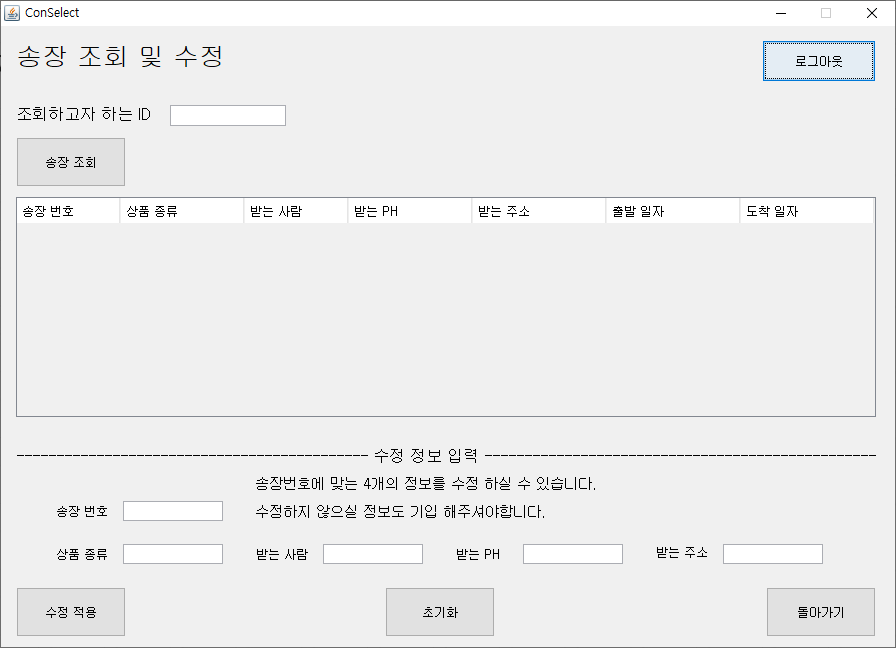 ConSelect
송장 조회 및 수정
로그아웃
조회하고자 하는 ID
송장 조회
송장 번호 상품 종류 받는 사람 받는 PH 받는 주소 출발 일자 도착 일자
-------------------------------------------- 수정 정보 입력 -------------------------------------------------
송장번호에 맞는 4개의 정보를 수정 하실 수 있습니다.
송장 번호 수정하지 않으실 정보도 기입 해주셔야합니다.
상품 종류 받는 사람 받는 PH 받는 주소
수정 적용 초기화 돌아가기